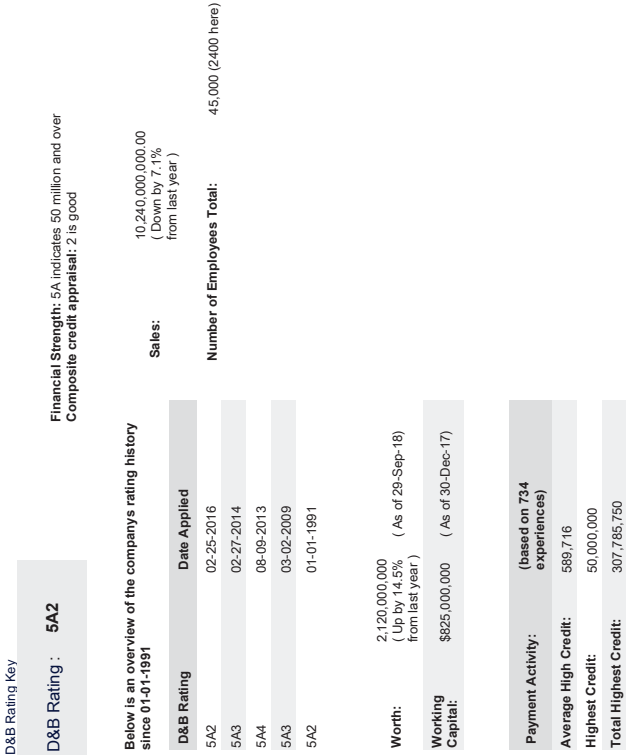 D&B Rating Key
D&B Rating : 5A2
Financial Strength: 5A indicates 50 million and over
Composite credit appraisal: 2 is good
Below is an overview of the companys rating history
since 01-01-1991
D&B Rating Date Applied
5A2 02-25-2016
5A3 02-27-2014
5A4 08-09-2013
5A3 03-02-2009
5A2 01-01-1991
Sales: 10,240,000,000.00
( Down by 7.1%
from last year )
Number of Employees Total: 45,000 (2400 here)
Worth: 2,120,000,000 ( As of 29-Sep-18)
( Up by 14.5%
from last year )
Working
Capital: $825,000,000 ( As of 30-Dec-17)
Payment Activity: (based on 734
experiences)
Average High Credit: 589,716
Highest Credit: 50,000,000
Total Highest Credit: 307,785,750